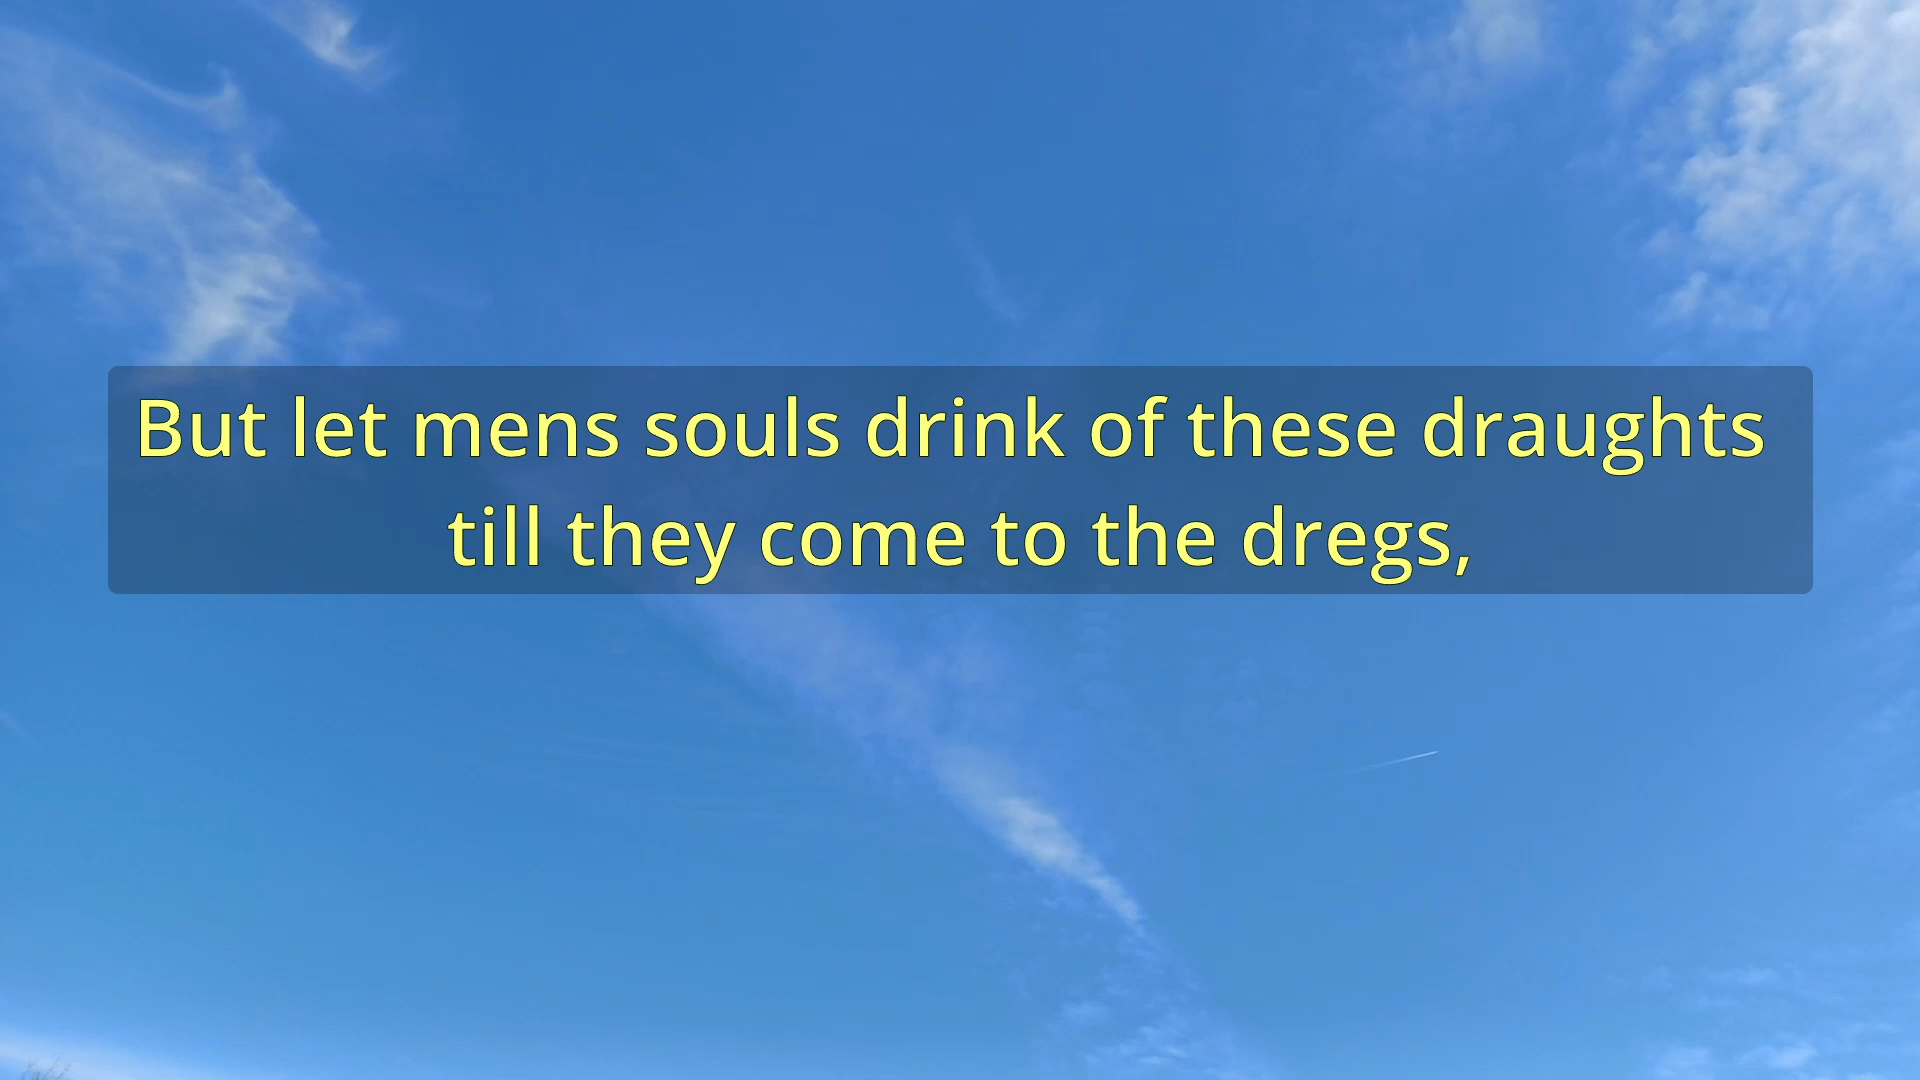 But let mens souls drink of these draughts
till they come to the dregs,